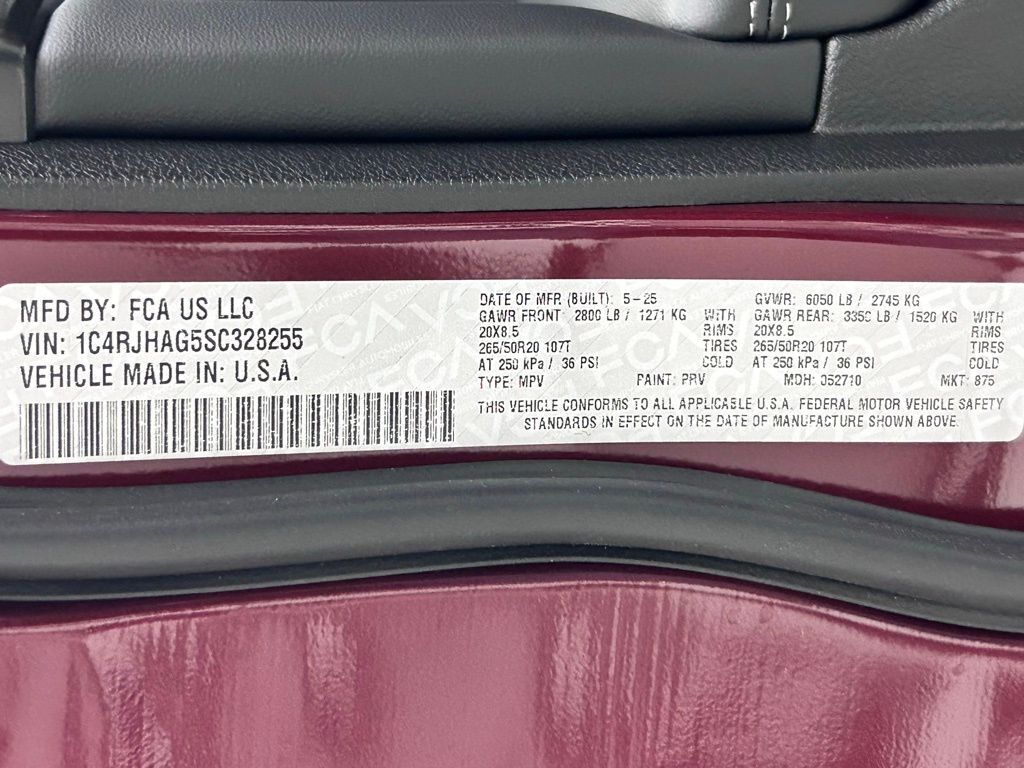 MFD BY: FCA US LLC
VIN: 1C4RJHAG5SC328255
VEHICLE MADE IN: U.S.A.
DATE OF MFR (BUILT): 5-25
GVWR: 6050 LB / 2745 KG
GAWR FRONT: 2800 LB / 1271 KG WITH
20X8.5 RIMS
265/50R20 107T TIRES
AT 250 kPa / 36 PSI COLD
GAWR REAR: 3350 LB / 1520 KG WITH
20X8.5 RIMS
265/50R20 107T TIRES
AT 250 kPa / 36 PSI COLD
TYPE: MPV PAINT: PRV MDH: 052710 MKT: 875
THIS VEHICLE CONFORMS TO ALL APPLICABLE U.S.A. FEDERAL MOTOR VEHICLE SAFETY
STANDARDS IN EFFECT ON THE DATE OF MANUFACTURE SHOWN ABOVE.